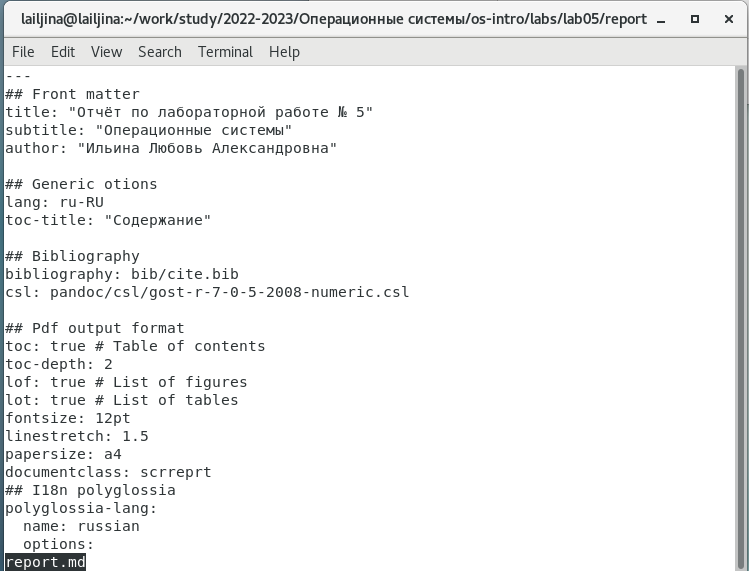 lailjina@lailjina:~/work/study/2022-2023/Операционные системы/os-intro/labs/lab05/report
File Edit View Search Terminal Help
---
## Front matter
title: "Отчёт по лабораторной работе № 5"
subtitle: "Операционные системы"
author: "Ильина Любовь Александровна"
## Generic otions
lang: ru-RU
toc-title: "Содержание"
## Bibliography
bibliography: bib/cite.bib
csl: pandoc/csl/gost-r-7-0-5-2008-numeric.csl
## Pdf output format
toc: true # Table of contents
toc-depth: 2
lof: true # List of figures
lot: true # List of tables
fontsize: 12pt
linestretch: 1.5
papersize: a4
documentclass: scrreprt
## I18n polyglossia
polyglossia-lang:
  name: russian
  options:
report.md